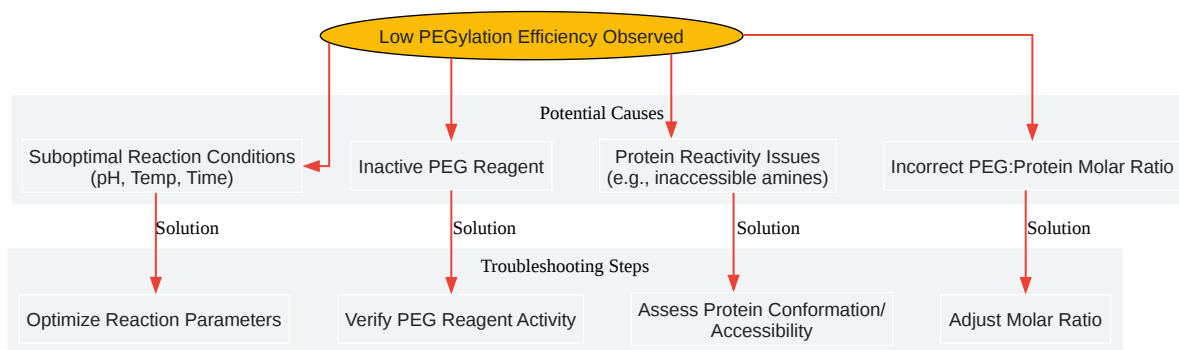 Low PEGylation Efficiency Observed
Potential Causes
Suboptimal Reaction Conditions
(pH, Temp, Time)
Inactive PEG Reagent
Protein Reactivity Issues
(e.g., inaccessible amines)
Incorrect PEG:Protein Molar Ratio
Solution
Solution
Solution
Solution
Troubleshooting Steps
Optimize Reaction Parameters
Verify PEG Reagent Activity
Assess Protein Conformation/
Accessibility
Adjust Molar Ratio